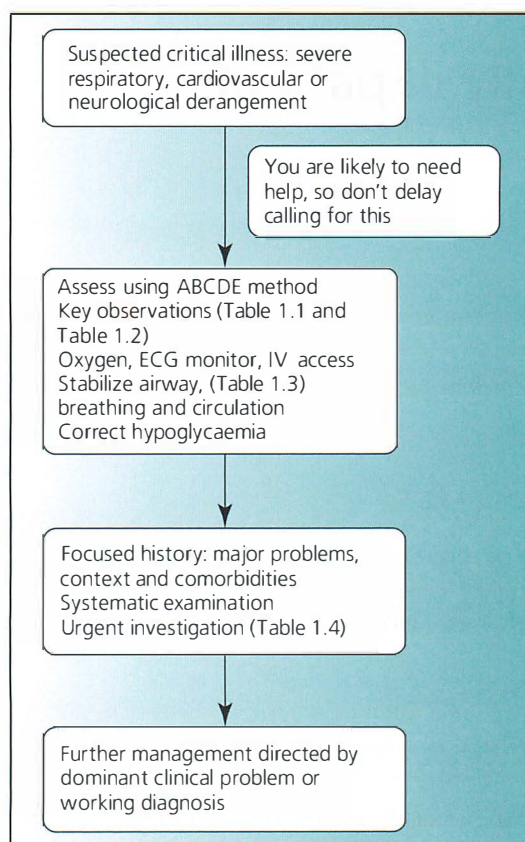 Suspected critical illness: severe
respiratory, cardiovascular or
neurological derangement
You are likely to need
help, so don't delay
calling for this
Assess using ABCDE method
Key observations (Table 1.1 and
Table 1.2)
Oxygen, ECG monitor, IV access
Stabilize airway, (Table 1.3)
breathing and circulation
Correct hypoglycaemia
Focused history: major problems,
context and comorbidities
Systematic examination
Urgent investigation (Table 1.4)
Further management directed by
dominant clinical problem or
working diagnosis